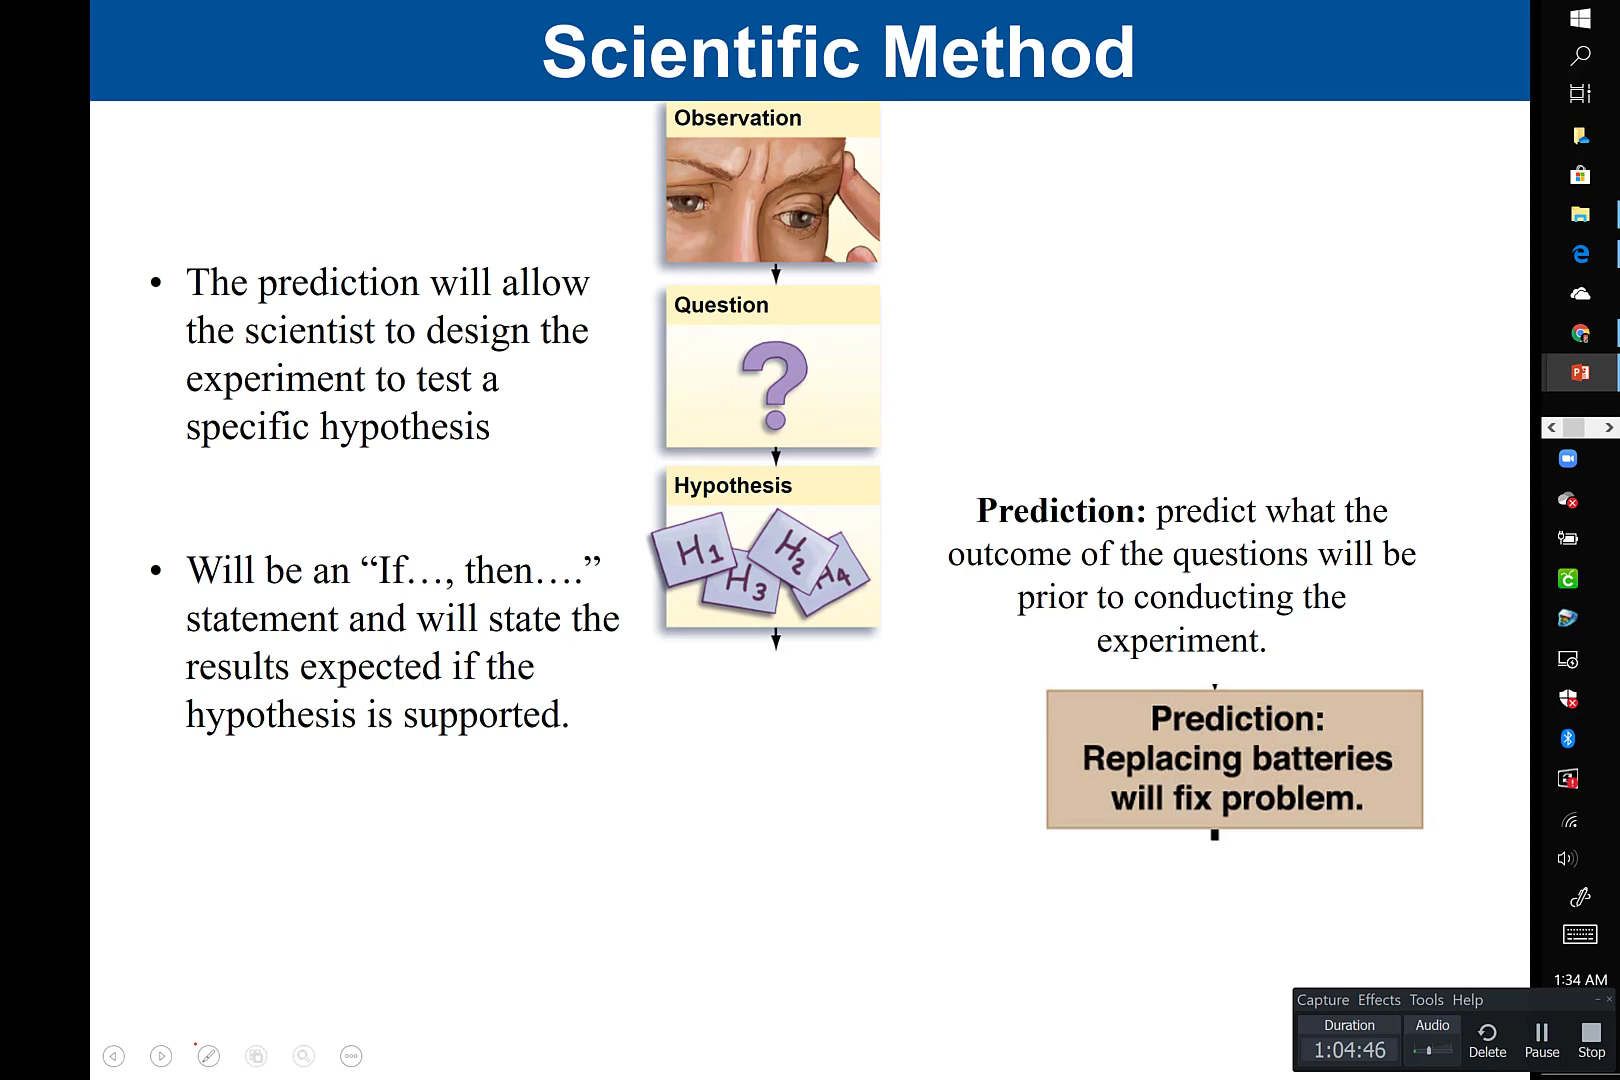 Scientific Method
Observation
Question
?
Hypothesis
H1
H2
H3
H4
• The prediction will allow
the scientist to design the
experiment to test a
specific hypothesis
• Will be an “If…, then….”
statement and will state the
results expected if the
hypothesis is supported.
Prediction: predict what the
outcome of the questions will be
prior to conducting the
experiment.
Prediction:
Replacing batteries
will fix problem.
1:34 AM
Capture Effects Tools Help
Duration
Audio
1:04:46
Delete
Pause
Stop